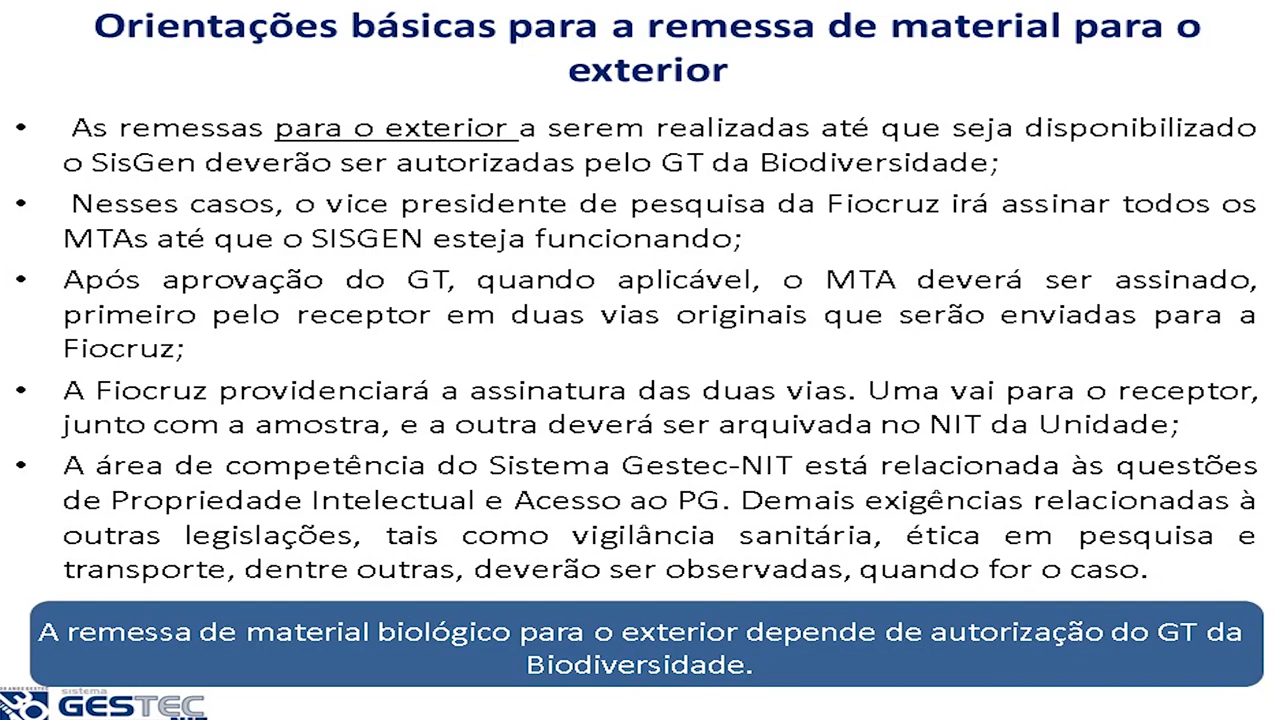 Orientações básicas para a remessa de material para o
exterior
• As remessas para o exterior a serem realizadas até que seja disponibilizado
o SisGen deverão ser autorizadas pelo GT da Biodiversidade;
• Nesses casos, o vice presidente de pesquisa da Fiocruz irá assinar todos os
MTAs até que o SISGEN esteja funcionando;
• Após aprovação do GT, quando aplicável, o MTA deverá ser assinado,
primeiro pelo receptor em duas vias originais que serão enviadas para a
Fiocruz;
• A Fiocruz providenciará a assinatura das duas vias. Uma vai para o receptor,
junto com a amostra, e a outra deverá ser arquivada no NIT da Unidade;
• A área de competência do Sistema Gestec-NIT está relacionada às questões
de Propriedade Intelectual e Acesso ao PG. Demais exigências relacionadas à
outras legislações, tais como vigilância sanitária, ética em pesquisa e
transporte, dentre outras, deverão ser observadas, quando for o caso.
A remessa de material biológico para o exterior depende de autorização do GT da
Biodiversidade.
sistema
GESTEC
NIT